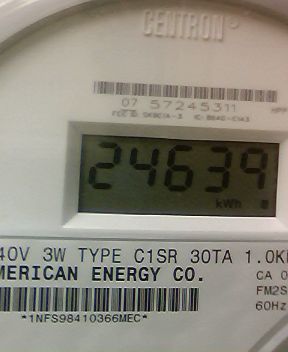 CENTRON
07 57245311
24639
kWh
40V 3W TYPE C1SR 30TA 1.0K
MERICAN ENERGY CO.
CA 0
FM2S
60Hz
*1NFS98410366MEC*